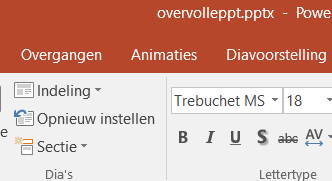 overvolleppt.pptx - Powe
Overgangen Animaties Diavoorstelling
Indeling Trebuchet MS 18
Opnieuw instellen
e Sectie B I U S abc AV
Dia's Lettertype